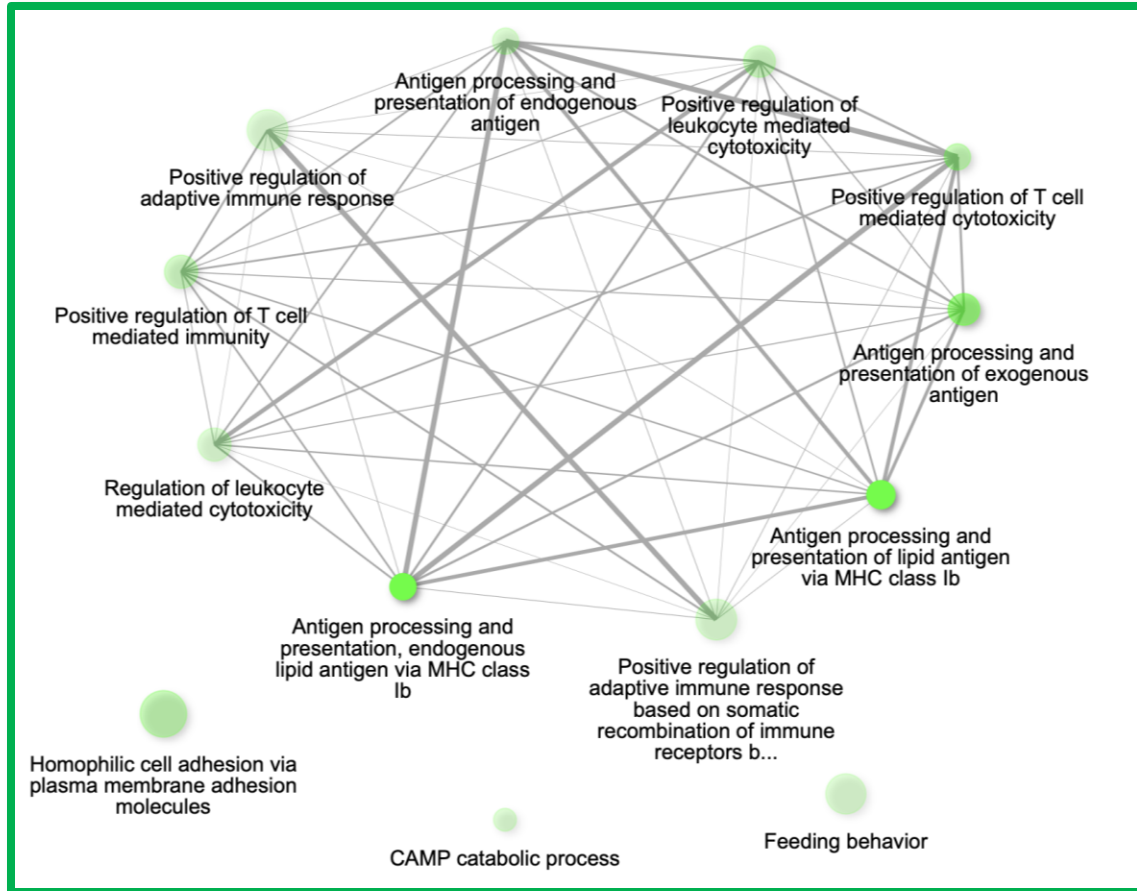 Antigen processing and
presentation of endogenous
antigen
Positive regulation of
leukocyte mediated
cytotoxicity
Positive regulation of
adaptive immune response
Positive regulation of T cell
mediated cytotoxicity
Positive regulation of T cell
mediated immunity
Antigen processing and
presentation of exogenous
antigen
Regulation of leukocyte
mediated cytotoxicity
Antigen processing and
presentation of lipid antigen
via MHC class Ib
Antigen processing and
presentation, endogenous
lipid antigen via MHC class
Ib
Positive regulation of
adaptive immune response
based on somatic
recombination of immune
receptors b...
Homophilic cell adhesion via
plasma membrane adhesion
molecules
CAMP catabolic process
Feeding behavior